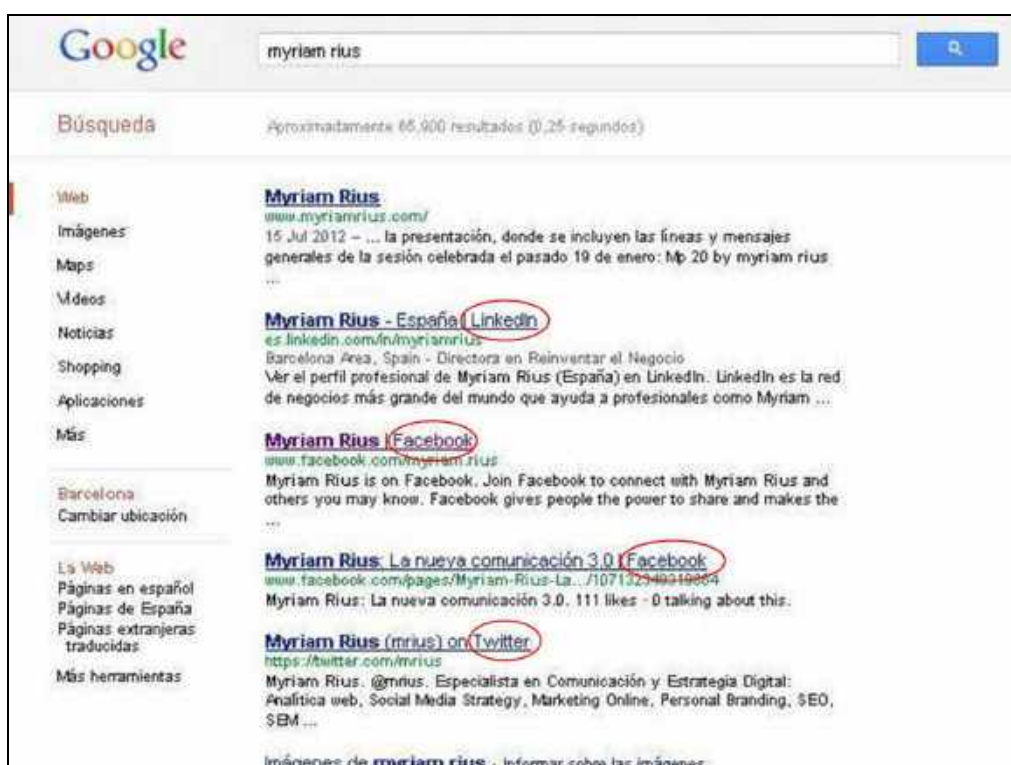 Google
myriam rius
Búsqueda
Aproximadamente 65.900 resultados (0,25 segundos)
Web
Imágenes
Maps
Vídeos
Noticias
Shopping
Aplicaciones
Más
Barcelona
Cambiar ubicación
La Web
Páginas en español
Páginas de España
Páginas extranjeras
traducidas
Más herramientas
Myriam Rius
www.myriamrius.com/
15 Jul 2012 – ... la presentación, donde se incluyen las líneas y mensajes
generales de la sesión celebrada el pasado 19 de enero: Mp 20 by myriam rius
...
Myriam Rius - España | LinkedIn
es.linkedin.com/in/myriamrius
Barcelona Area, Spain - Directora en Reinventar el Negocio
Ver el perfil profesional de Myriam Rius (España) en LinkedIn. LinkedIn es la red
de negocios más grande del mundo que ayuda a profesionales como Myriam ...
Myriam Rius | Facebook
www.facebook.com/myriam.rius
Myriam Rius is on Facebook. Join Facebook to connect with Myriam Rius and
others you may know. Facebook gives people the power to share and makes the
...
Myriam Rius: La nueva comunicación 3.0 | Facebook
www.facebook.com/pages/Myriam-Rius-La.../
Myriam Rius: La nueva comunicación 3.0. 111 likes · 0 talking about this.
Myriam Rius (mrius) on Twitter
https://twitter.com/mrius
Myriam Rius. @mrius. Especialista en Comunicación y Estrategia Digital:
Analítica web, Social Media Strategy, Marketing Online, Personal Branding, SEO,
SEM ...
Imágenes de myriam rius - Informar sobre las imágenes